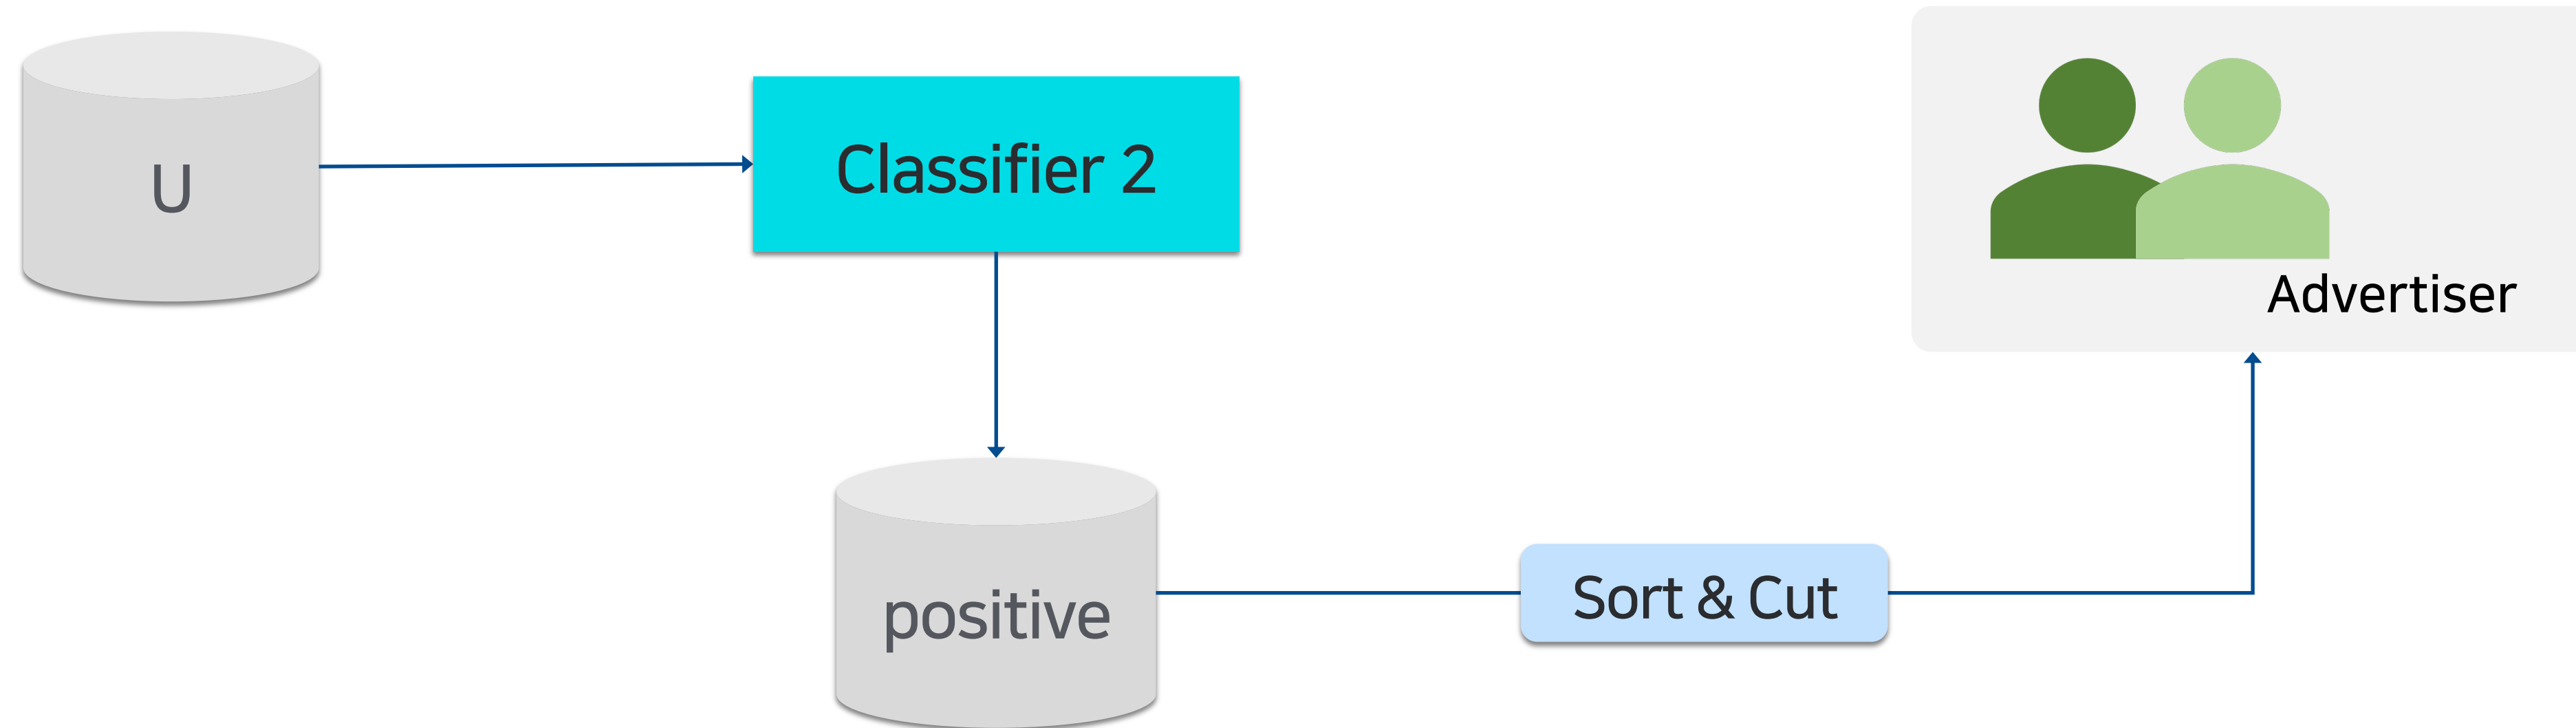 U
Classifier 2
Advertiser
positive
Sort & Cut